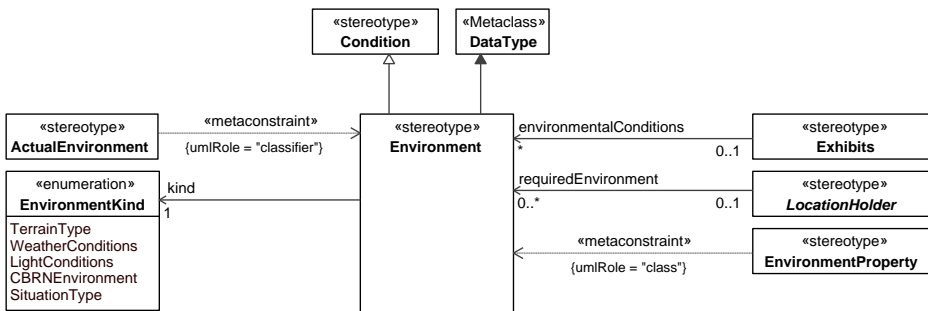 «stereotype»
Condition
«Metaclass»
DataType
«stereotype»
ActualEnvironment
«metaconstraint»
{umlRole = "classifier"}
«stereotype»
Environment
environmentalConditions
*
0..1
«stereotype»
Exhibits
«enumeration»
EnvironmentKind
TerrainType
WeatherConditions
LightConditions
CBRNEnvironment
SituationType
kind
1
requiredEnvironment
0..*
0..1
«stereotype»
LocationHolder
«metaconstraint»
{umlRole = "class"}
«stereotype»
EnvironmentProperty